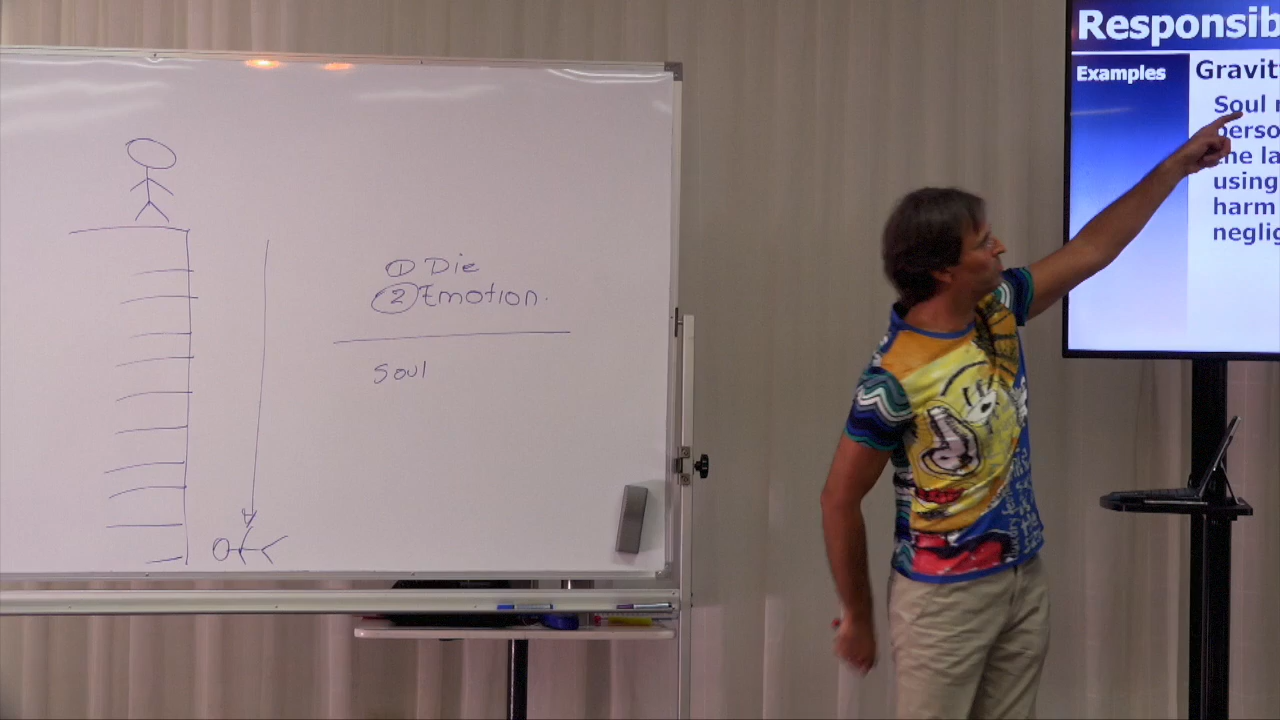 ① Die
② Emotion.
Soul
Responsib
Examples
Gravit
Soul
perso
the la
using
harm
neglig